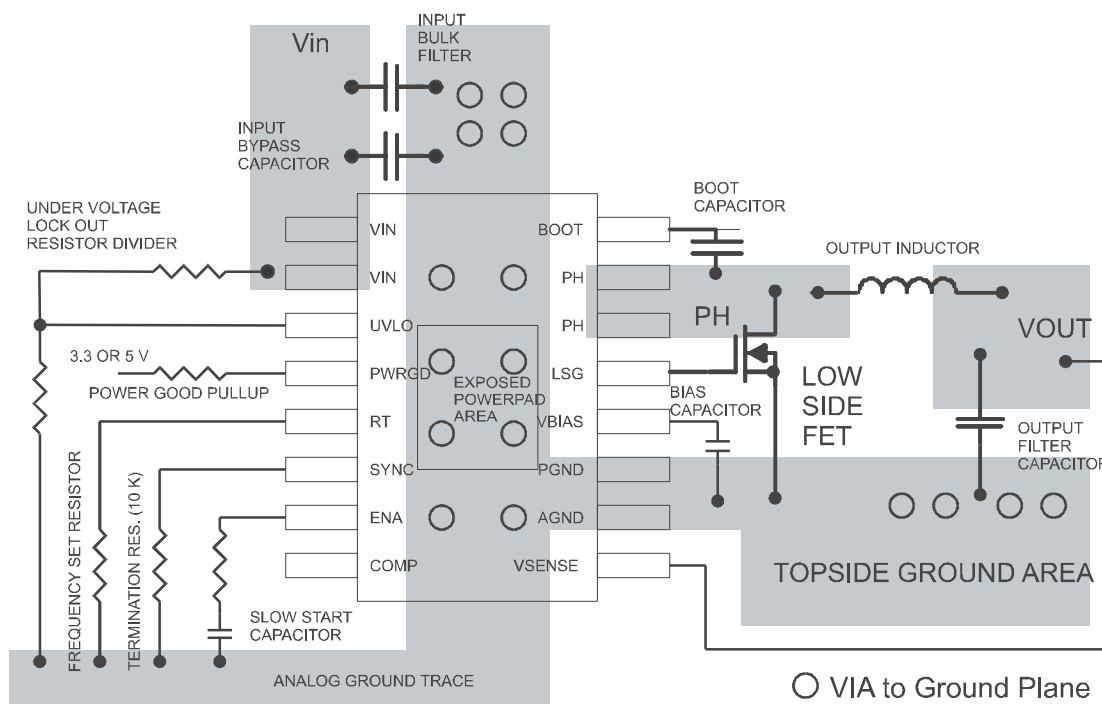 INPUT
BULK
FILTER
Vin
INPUT
BYPASS
CAPACITOR
UNDER VOLTAGE
LOCK OUT
RESISTOR DIVIDER
BOOT
CAPACITOR
OUTPUT INDUCTOR
VIN
BOOT
VIN
PH
UVLO
PH
PH
VOUT
3.3 OR 5 V
POWER GOOD PULLUP
PWRGD
EXPOSED
POWERPAD
AREA
LSG
BIAS
CAPACITOR
LOW
SIDE
FET
RT
VBIAS
OUTPUT
FILTER
CAPACITOR
SYNC
PGND
ENA
AGND
COMP
VSENSE
FREQUENCY SET RESISTOR
TERMINATION RES. (10 K)
SLOW START
CAPACITOR
TOPSIDE GROUND AREA
ANALOG GROUND TRACE
VIA to Ground Plane